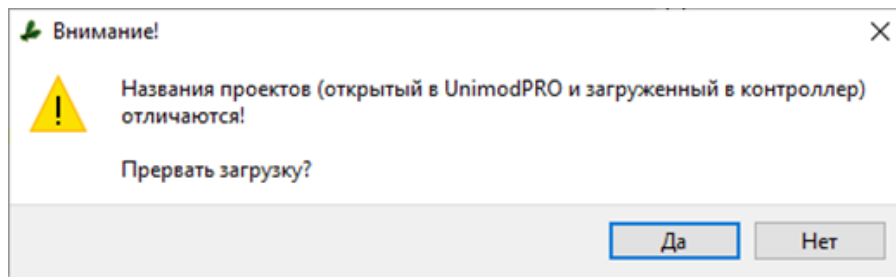 Внимание!
Названия проектов (открытый в UnimodPRO и загруженный в контроллер)
отличаются!
Прервать загрузку?
Да
Нет